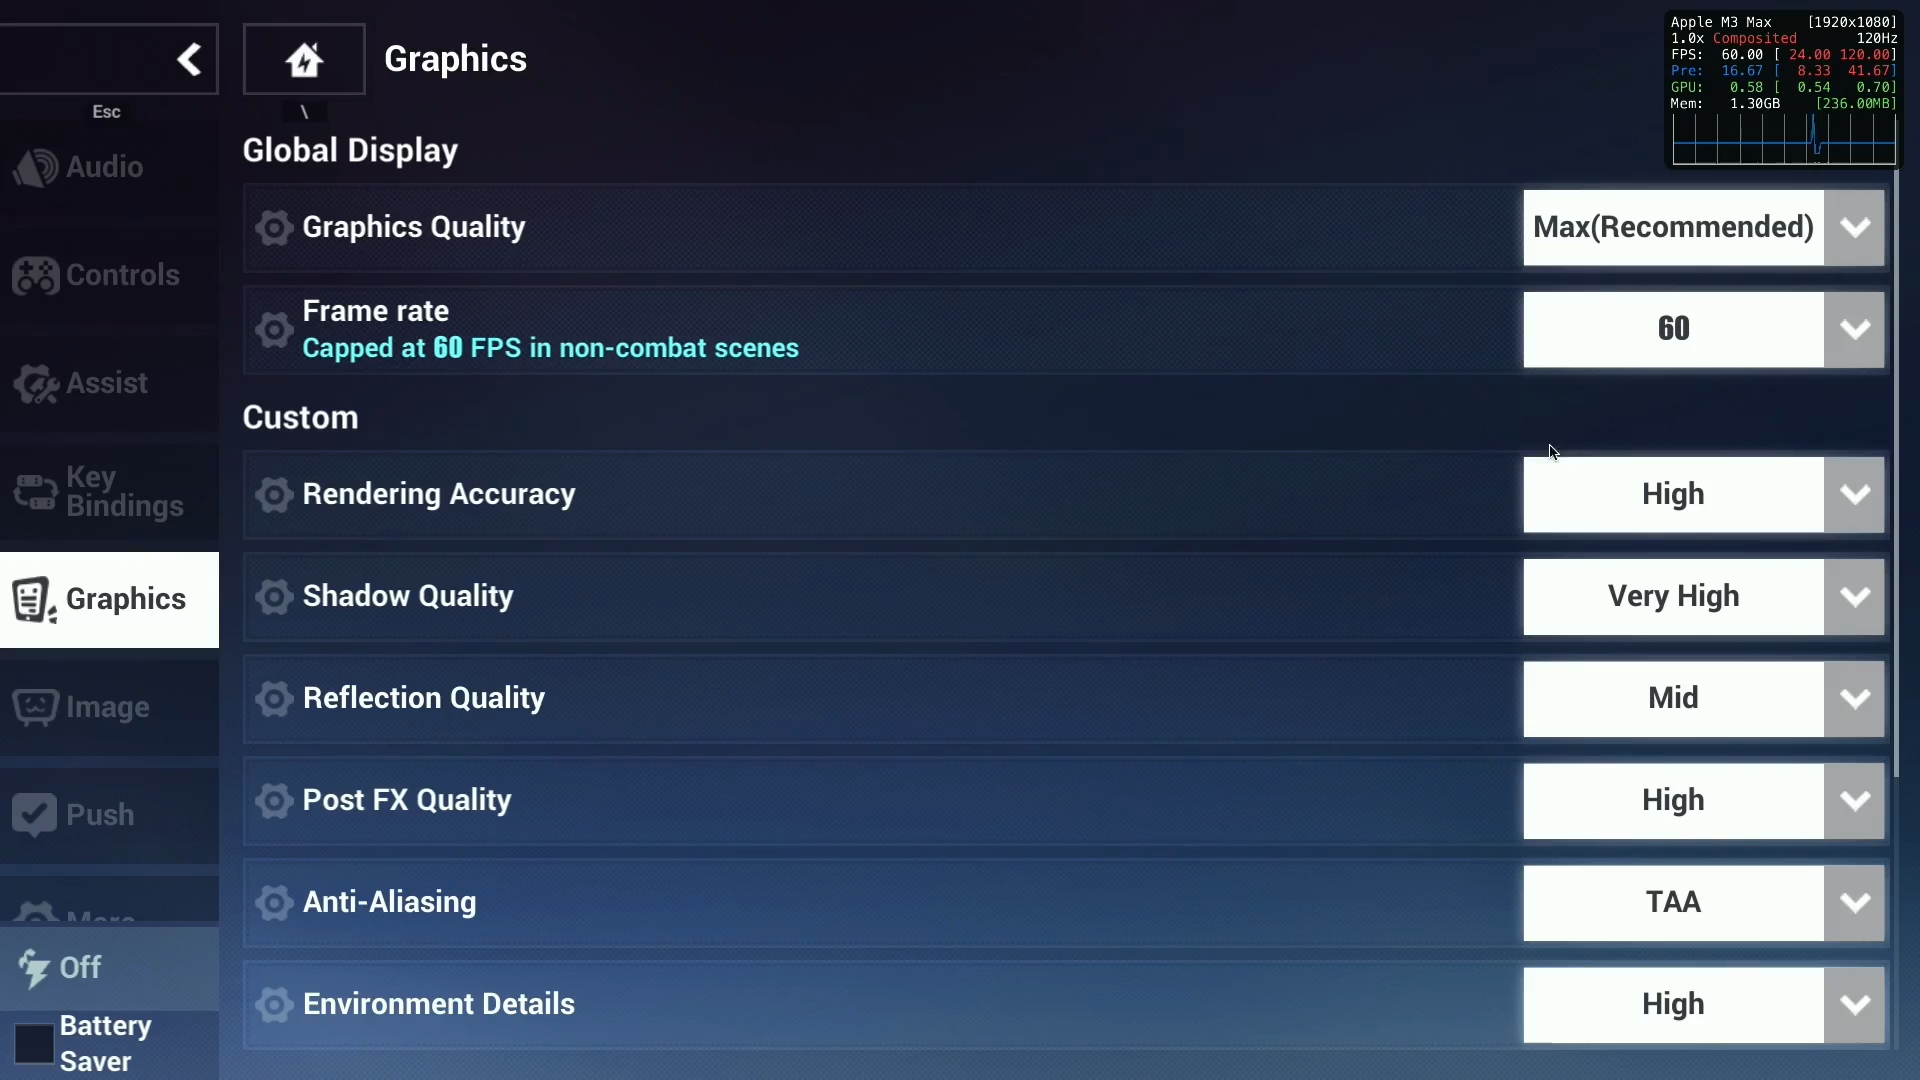 Apple M3 Max [1920x1080]
1.0x Composited 120Hz
FPS: 60.00 [ 24.00 120.00]
Pre: 16.67 [ 8.33 41.67]
GPU: 0.58 [ 0.54 0.70]
Mem: 1.30GB [236.00MB]
Graphics
Esc
\
Audio
Controls
Assist
Key
Bindings
Graphics
Image
Push
More
Off
Battery
Saver
Global Display
Graphics Quality Max(Recommended)
Frame rate 60
Capped at 60 FPS in non-combat scenes
Custom
Rendering Accuracy High
Shadow Quality Very High
Reflection Quality Mid
Post FX Quality High
Anti-Aliasing TAA
Environment Details High